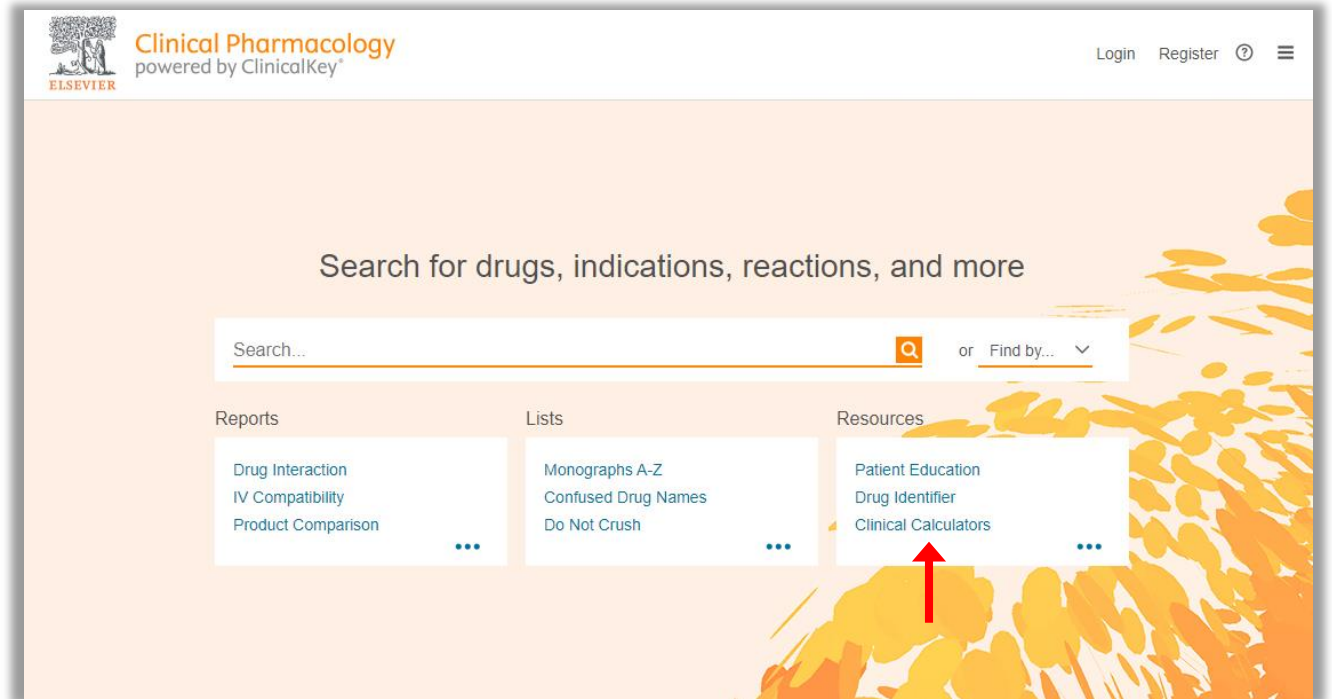 ELSEVIER
Clinical Pharmacology
powered by ClinicalKey®
Login Register ?
Search for drugs, indications, reactions, and more
Search...
or Find by...
Reports
Drug Interaction
IV Compatibility
Product Comparison
Lists
Monographs A-Z
Confused Drug Names
Do Not Crush
Resources
Patient Education
Drug Identifier
Clinical Calculators